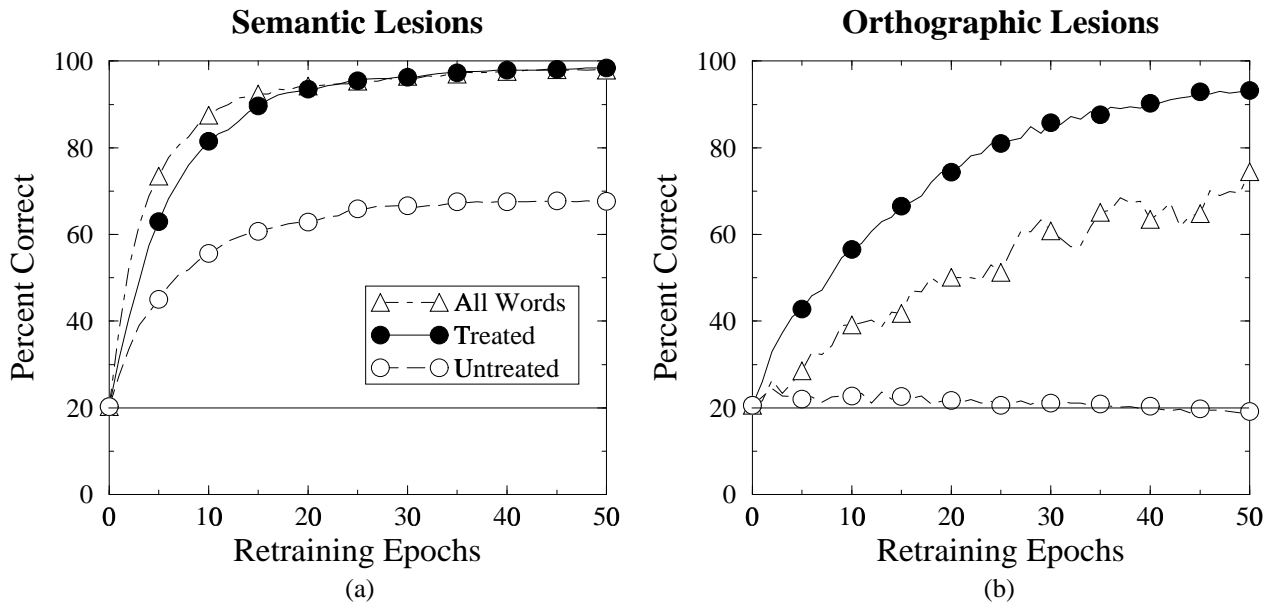 Semantic Lesions
100
80
60
40
20
0
Percent Correct
All Words
Treated
Untreated
0 10 20 30 40 50
Retraining Epochs
(a)
Orthographic Lesions
100
80
60
40
20
0
Percent Correct
0 10 20 30 40 50
Retraining Epochs
(b)